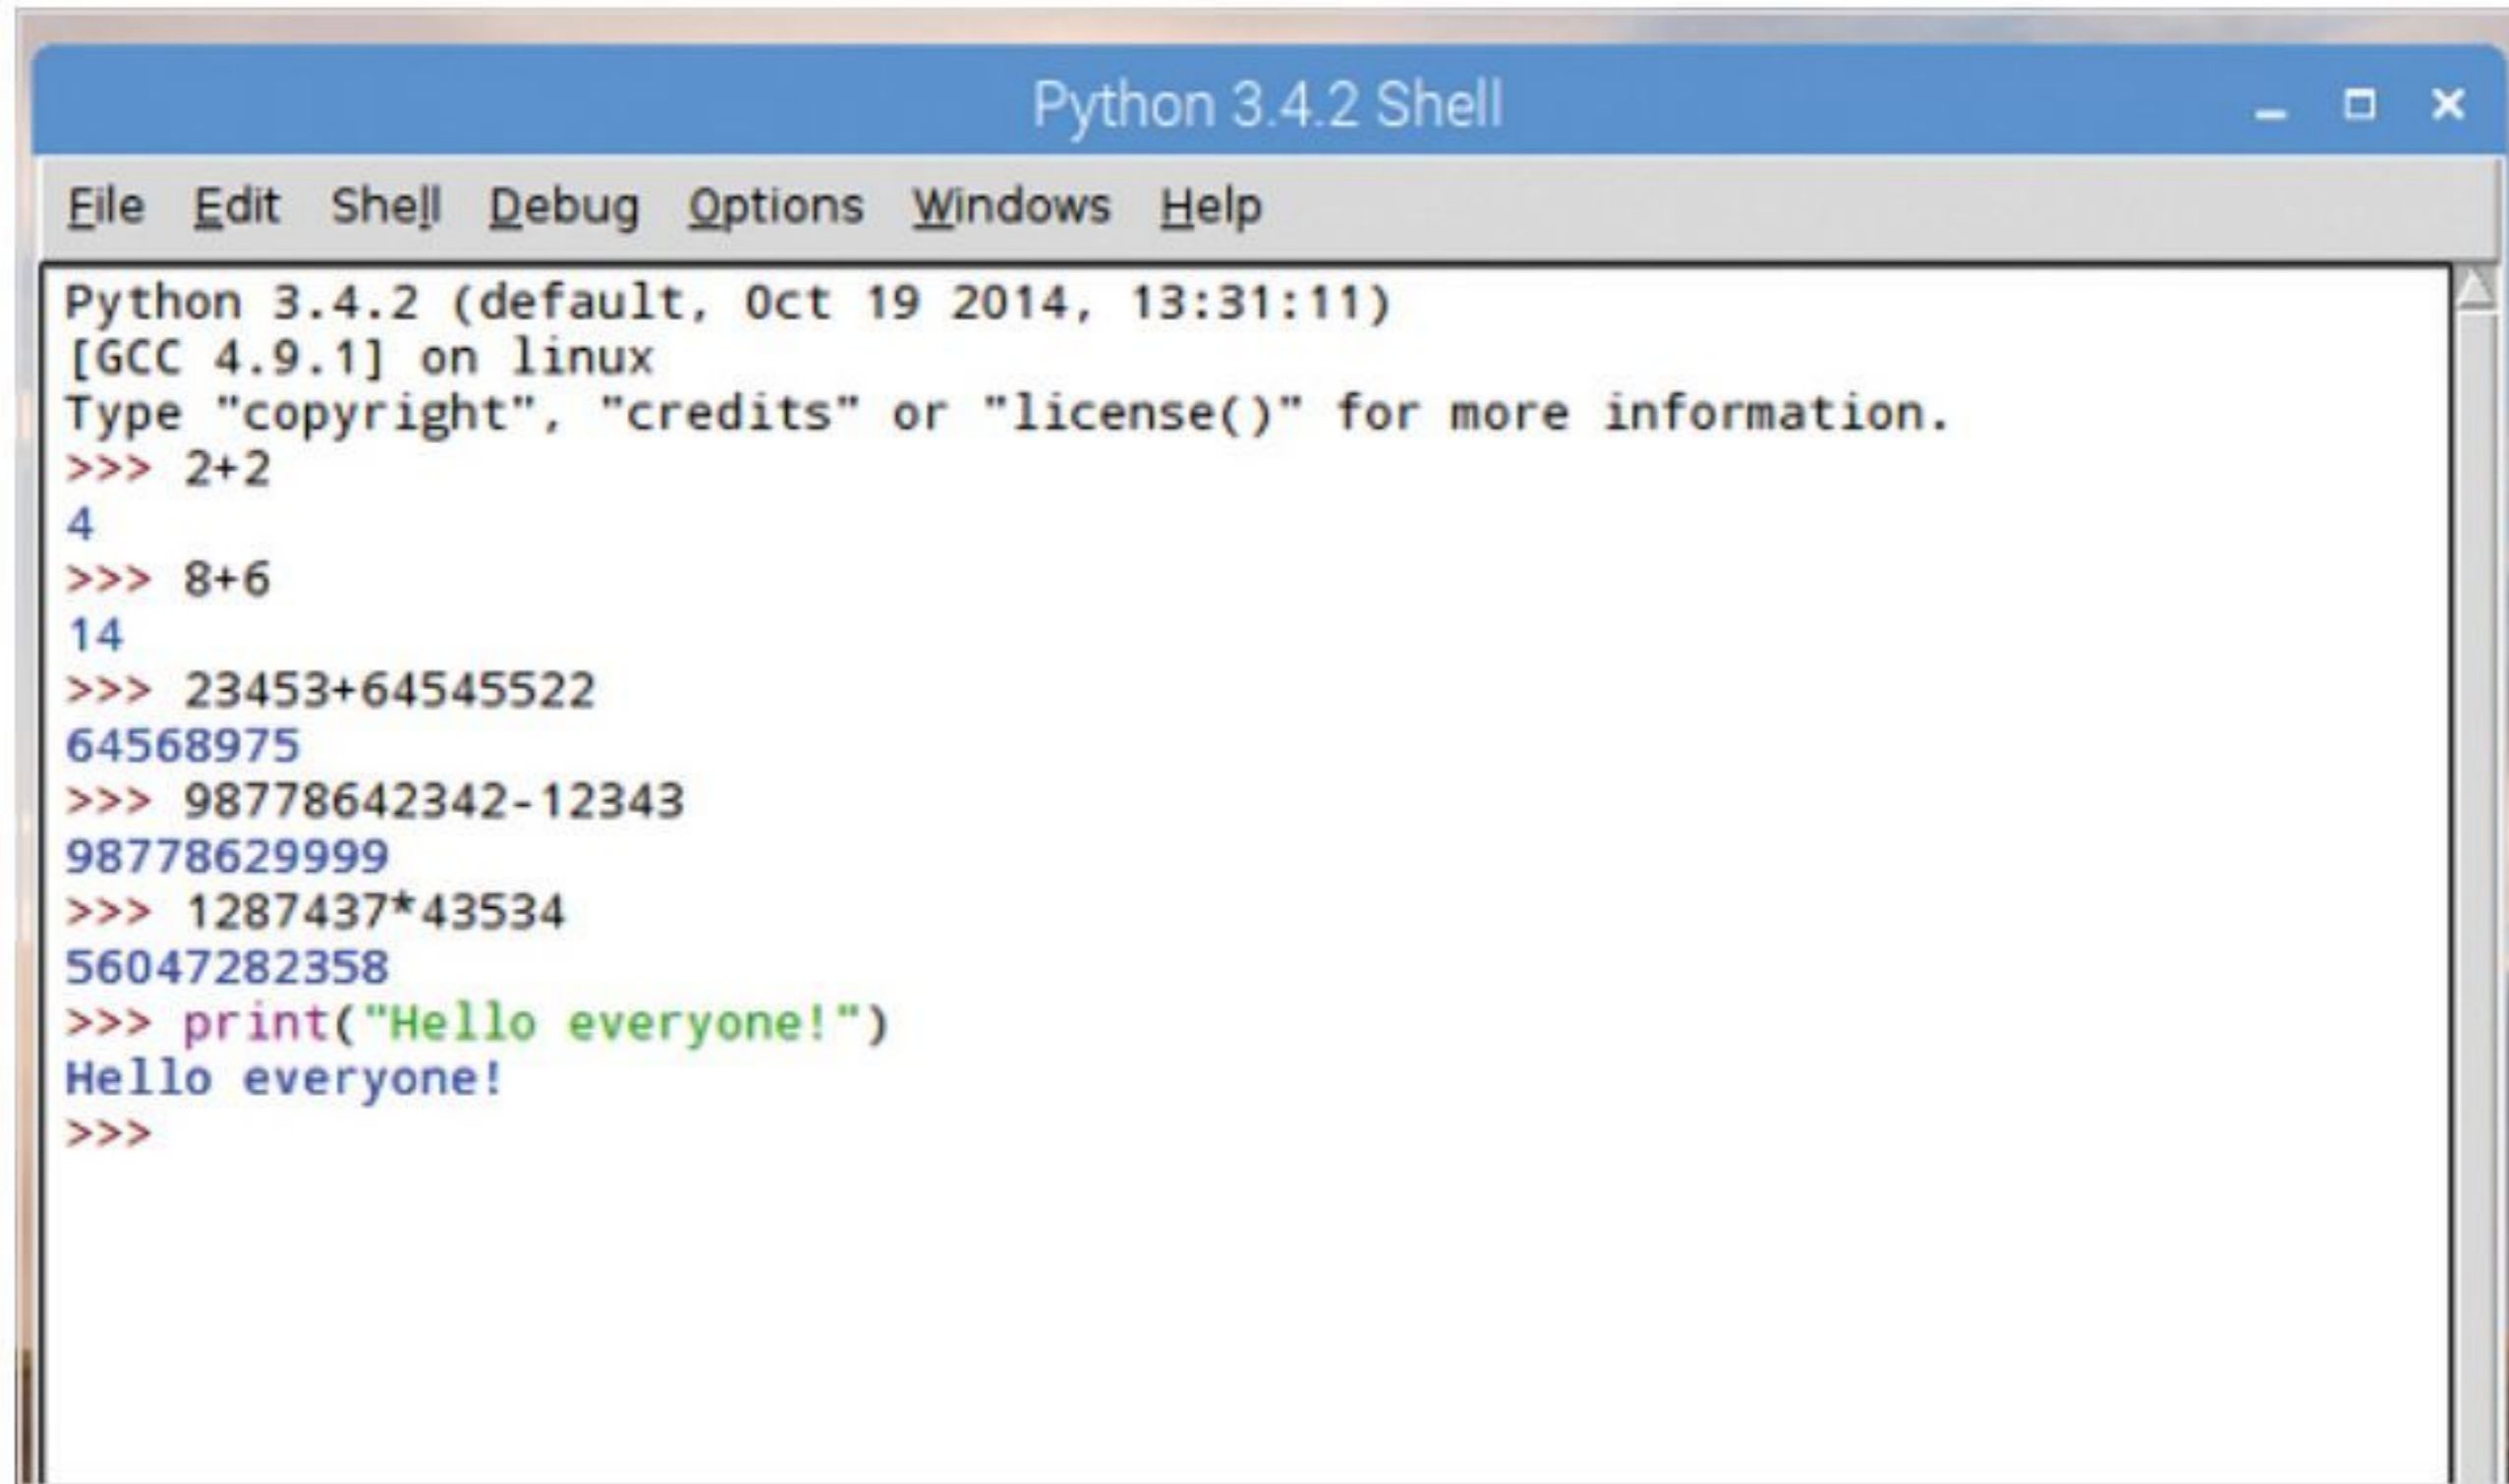 Python 3.4.2 Shell
File Edit Shell Debug Options Windows Help
Python 3.4.2 (default, Oct 19 2014, 13:31:11)
[GCC 4.9.1] on linux
Type "copyright", "credits" or "license()" for more information.
>>> 2+2
4
>>> 8+6
14
>>> 23453+64545522
64568975
>>> 98778642342-12343
98778629999
>>> 1287437*43534
56047282358
>>> print("Hello everyone!")
Hello everyone!
>>>